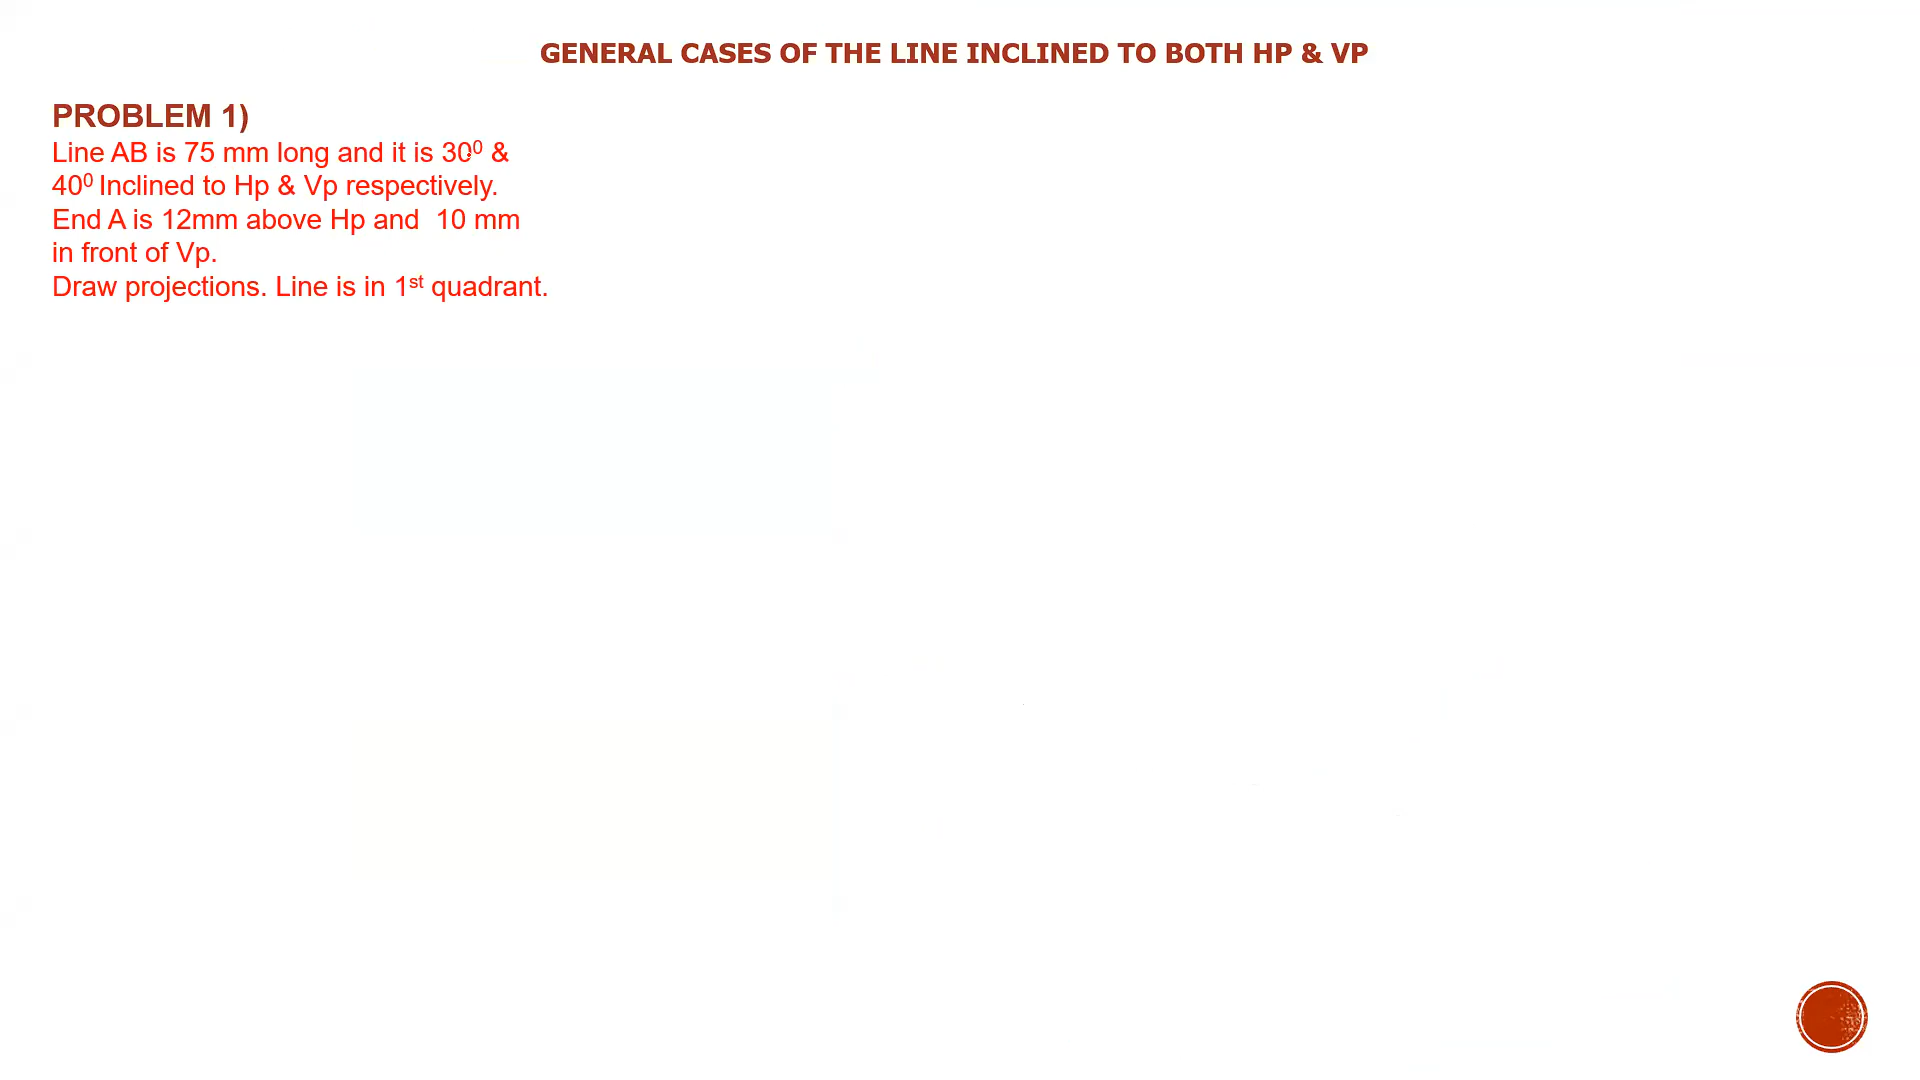 GENERAL CASES OF THE LINE INCLINED TO BOTH HP & VP
PROBLEM 1)
Line AB is 75 mm long and it is 30⁰ &
40⁰ Inclined to Hp & Vp respectively.
End A is 12mm above Hp and  10 mm
in front of Vp.
Draw projections. Line is in 1ˢᵗ quadrant.